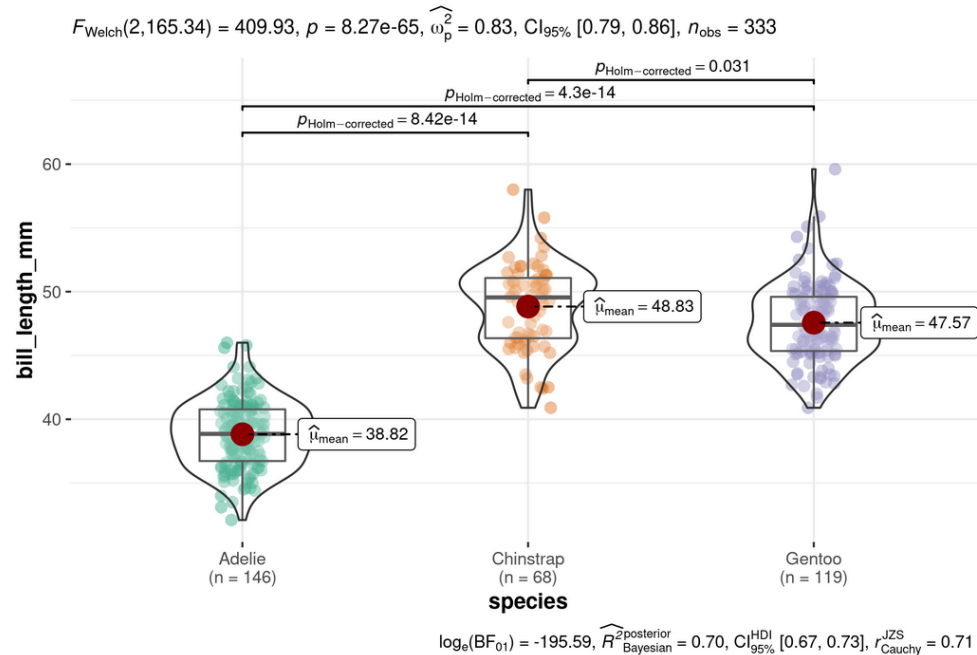 F_Welch(2,165.34) = 409.93, p = 8.27e-65, ω̂²_p = 0.83, CI_95% [0.79, 0.86], n_obs = 333
p_Holm−corrected = 0.031
p_Holm−corrected = 4.3e-14
p_Holm−corrected = 8.42e-14
60
50
40
bill_length_mm
μ̂_mean = 48.83
μ̂_mean = 47.57
μ̂_mean = 38.82
Adelie
(n = 146)
Chinstrap
(n = 68)
Gentoo
(n = 119)
species
log_e(BF_01) = -195.59, R̂²^posterior_Bayesian = 0.70, CI^HDI_95% [0.67, 0.73], r^JZS_Cauchy = 0.71